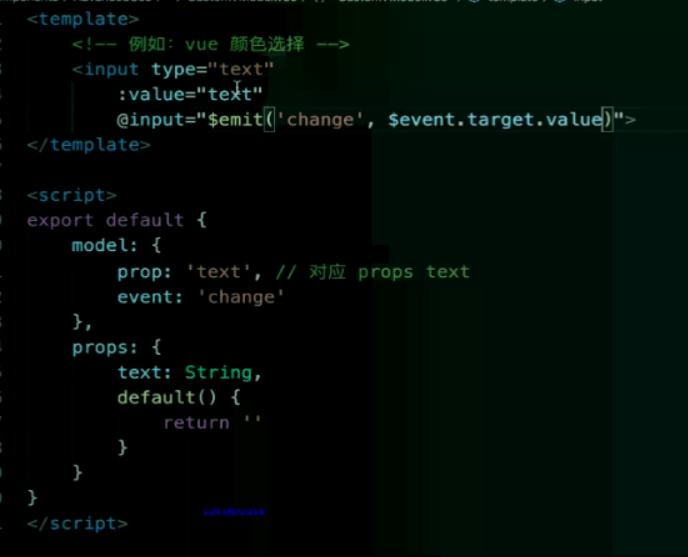 <template>
<!-- 例如：vue 颜色选择 -->
<input type="text"
:value="text"
@input="$emit('change', $event.target.value)">
</template>
<script>
export default {
model: {
prop: 'text', // 对应 props text
event: 'change'
},
props: {
text: String,
default() {
return ''
}
}
}
</script>